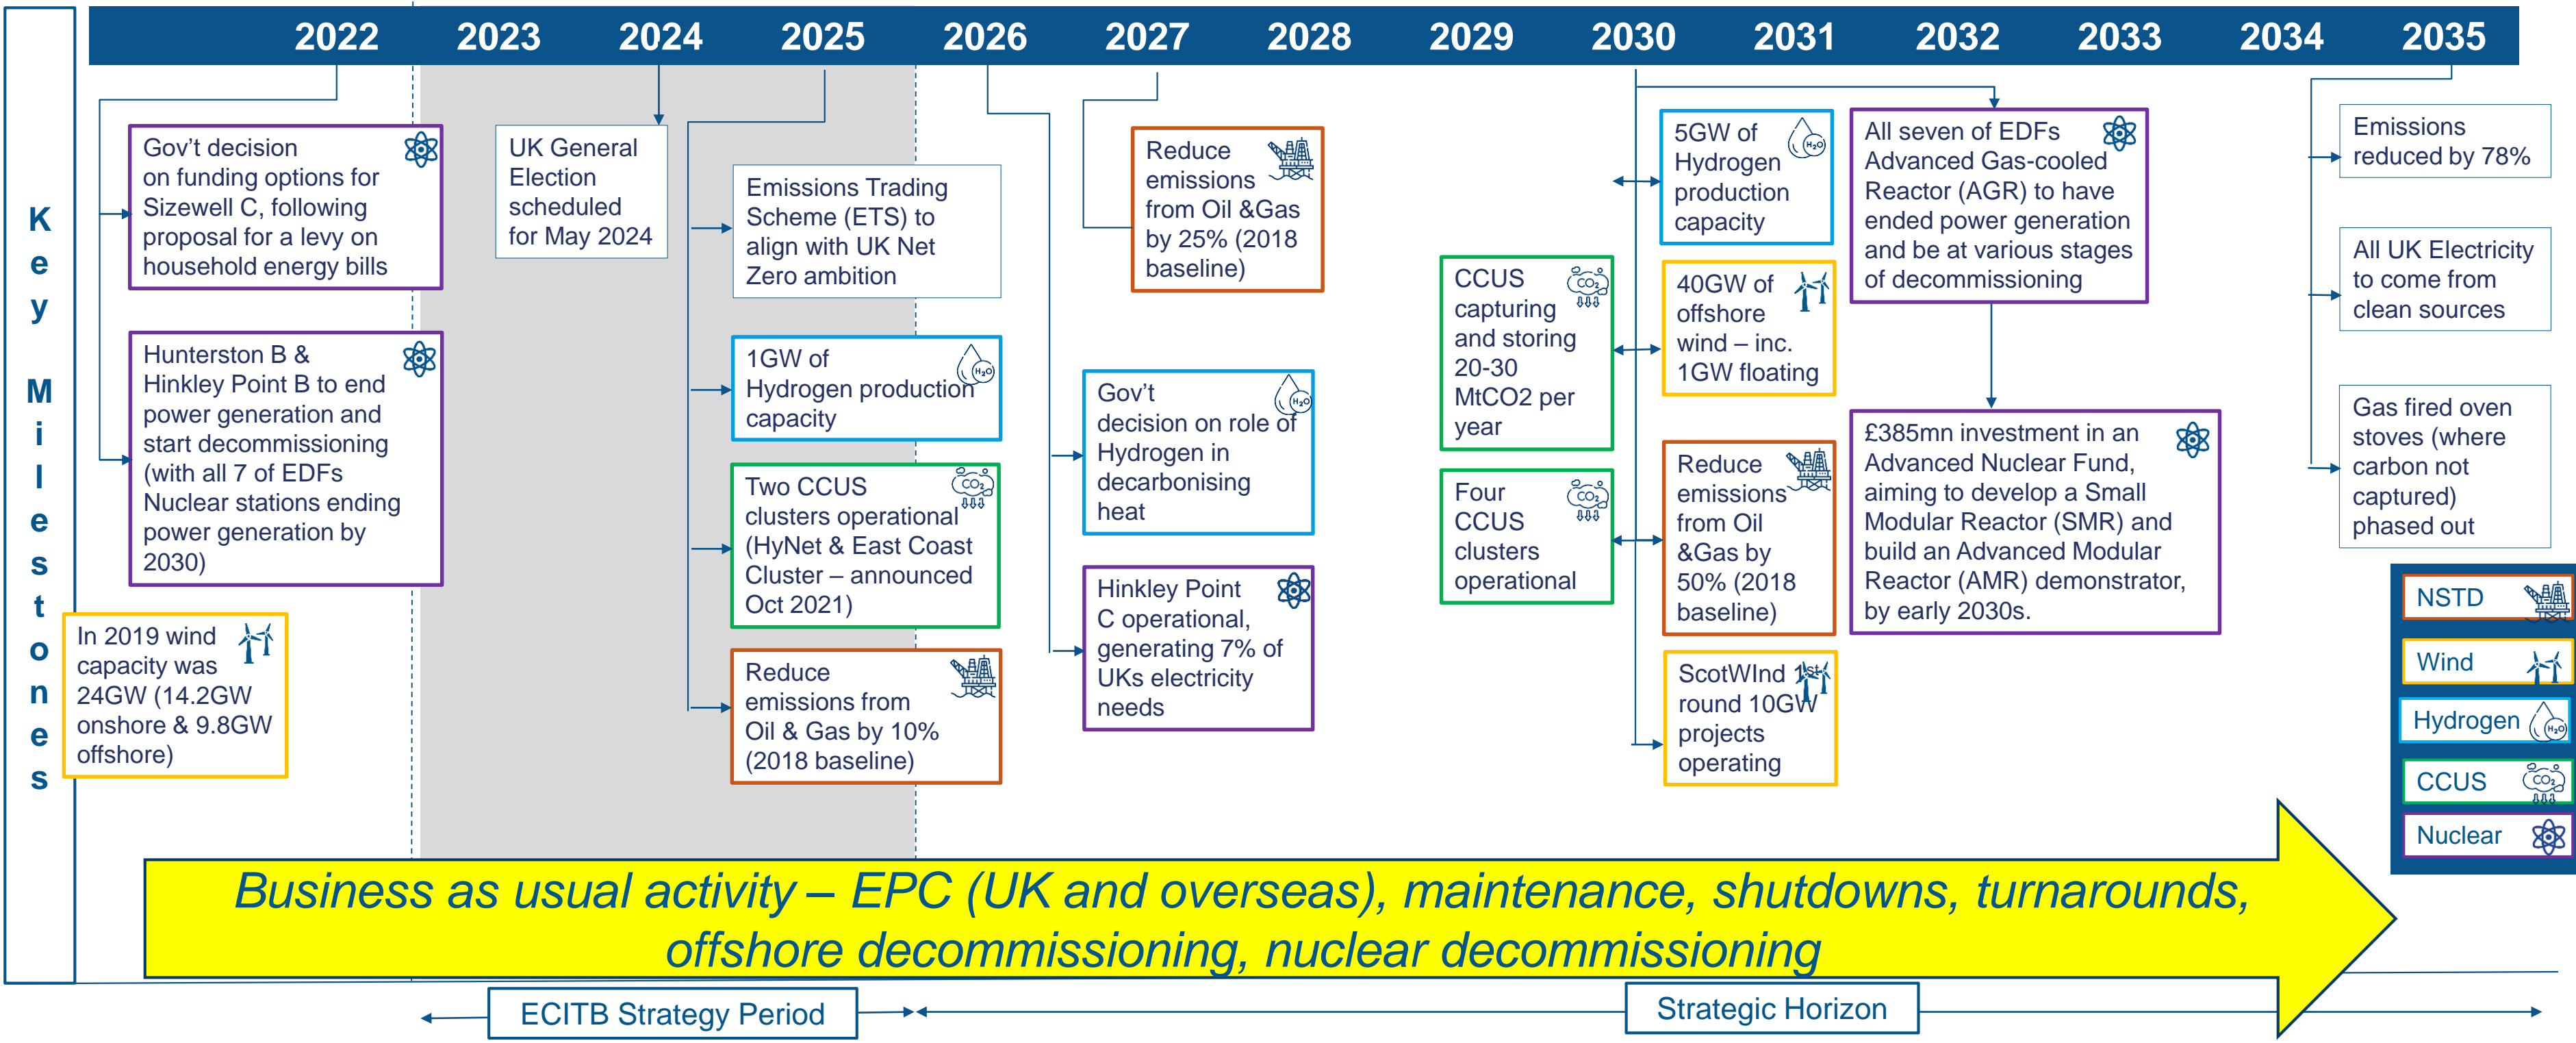 2022 2023 2024 2025 2026 2027 2028 2029 2030 2031 2032 2033 2034 2035
Key Milestones
Gov't decision
on funding options for
Sizewell C, following
proposal for a levy on
household energy bills
Hunterston B &
Hinkley Point B to end
power generation and
start decommissioning
(with all 7 of EDFs
Nuclear stations ending
power generation by
2030)
In 2019 wind
capacity was
24GW (14.2GW
onshore & 9.8GW
offshore)
UK General
Election
scheduled
for May 2024
Emissions Trading
Scheme (ETS) to
align with UK Net
Zero ambition
1GW of
Hydrogen production
capacity
H₂O
Two CCUS
clusters operational
(HyNet & East Coast
Cluster – announced
Oct 2021)
CO₂
Reduce
emissions from
Oil & Gas by 10%
(2018 baseline)
Reduce
emissions
from Oil &Gas
by 25% (2018
baseline)
Gov't
decision on role of
Hydrogen in
decarbonising
heat
H₂O
Hinkley Point
C operational,
generating 7% of
UKs electricity
needs
CCUS
capturing
and storing
20-30
MtCO2 per
year
CO₂
Four
CCUS
clusters
operational
CO₂
5GW of
Hydrogen
production
capacity
H₂O
40GW of
offshore
wind – inc.
1GW floating
Reduce
emissions
from Oil
&Gas by
50% (2018
baseline)
ScotWInd 1st
round 10GW
projects
operating
All seven of EDFs
Advanced Gas-cooled
Reactor (AGR) to have
ended power generation
and be at various stages
of decommissioning
£385mn investment in an
Advanced Nuclear Fund,
aiming to develop a Small
Modular Reactor (SMR) and
build an Advanced Modular
Reactor (AMR) demonstrator,
by early 2030s.
Emissions
reduced by 78%
All UK Electricity
to come from
clean sources
Gas fired oven
stoves (where
carbon not
captured)
phased out
NSTD
Wind
Hydrogen
H₂O
CCUS
CO₂
Nuclear
Business as usual activity – EPC (UK and overseas), maintenance, shutdowns, turnarounds,
offshore decommissioning, nuclear decommissioning
ECITB Strategy Period
Strategic Horizon